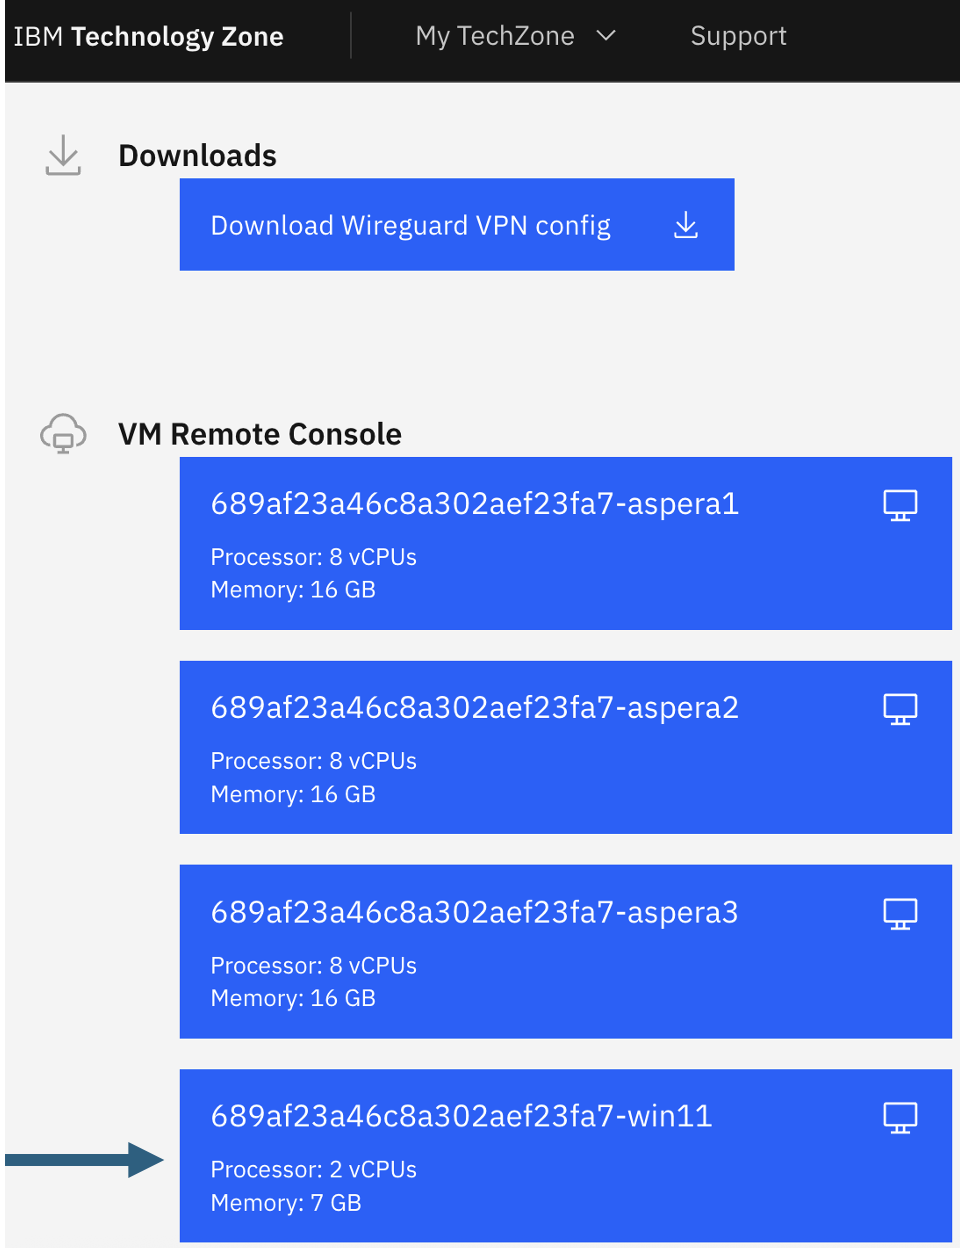 IBM Technology Zone My TechZone Support
Downloads
Download Wireguard VPN config
VM Remote Console
689af23a46c8a302aef23fa7-aspera1
Processor: 8 vCPUs
Memory: 16 GB
689af23a46c8a302aef23fa7-aspera2
Processor: 8 vCPUs
Memory: 16 GB
689af23a46c8a302aef23fa7-aspera3
Processor: 8 vCPUs
Memory: 16 GB
689af23a46c8a302aef23fa7-win11
Processor: 2 vCPUs
Memory: 7 GB